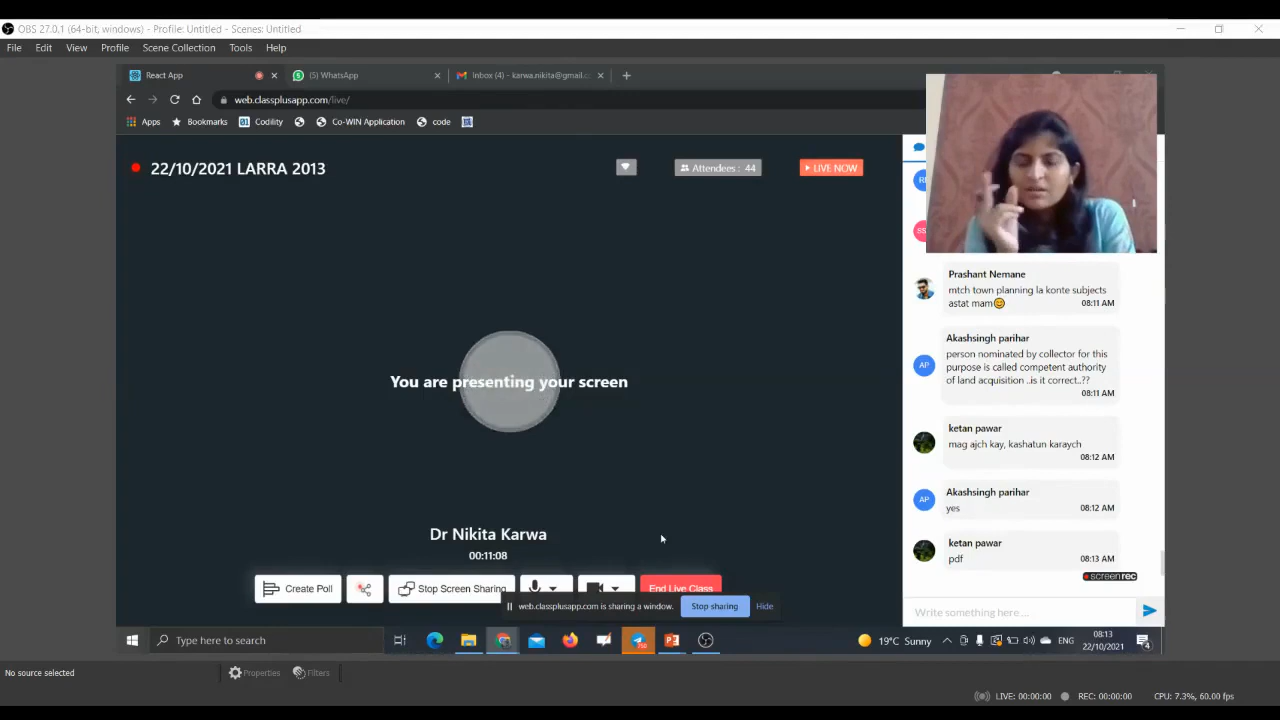 OBS 27.0.1 (64-bit, windows) - Profile: Untitled - Scenes: Untitled
File Edit View Profile Scene Collection Tools Help
React App
(5) WhatsApp
Inbox (4) - karwa.nikita@gmail.c
web.classplusapp.com/live/
Apps Bookmarks Codility Co-WIN Application code
22/10/2021 LARRA 2013
Attendees : 44
LIVE NOW
You are presenting your screen
Dr Nikita Karwa
00:11:08
Create Poll
Stop Screen Sharing
End Live Class
web.classplusapp.com is sharing a window.
Stop sharing
Hide
SS
Prashant Nemane
mtch town planning la konte subjects
astat mam😊
08:11 AM
Akashsingh parihar
AP
person nominated by collector for this
purpose is called competent authority
of land acquisition ..is it correct..??
08:11 AM
ketan pawar
mag ajch kay, kashatun karaych
08:12 AM
Akashsingh parihar
AP
yes
08:12 AM
ketan pawar
pdf
08:13 AM
screenrec
Write something here ...
Type here to search
19°C Sunny
ENG
08:13
22/10/2021
4
No source selected
Properties
Filters
LIVE: 00:00:00
REC: 00:00:00
CPU: 7.3%, 60.00 fps